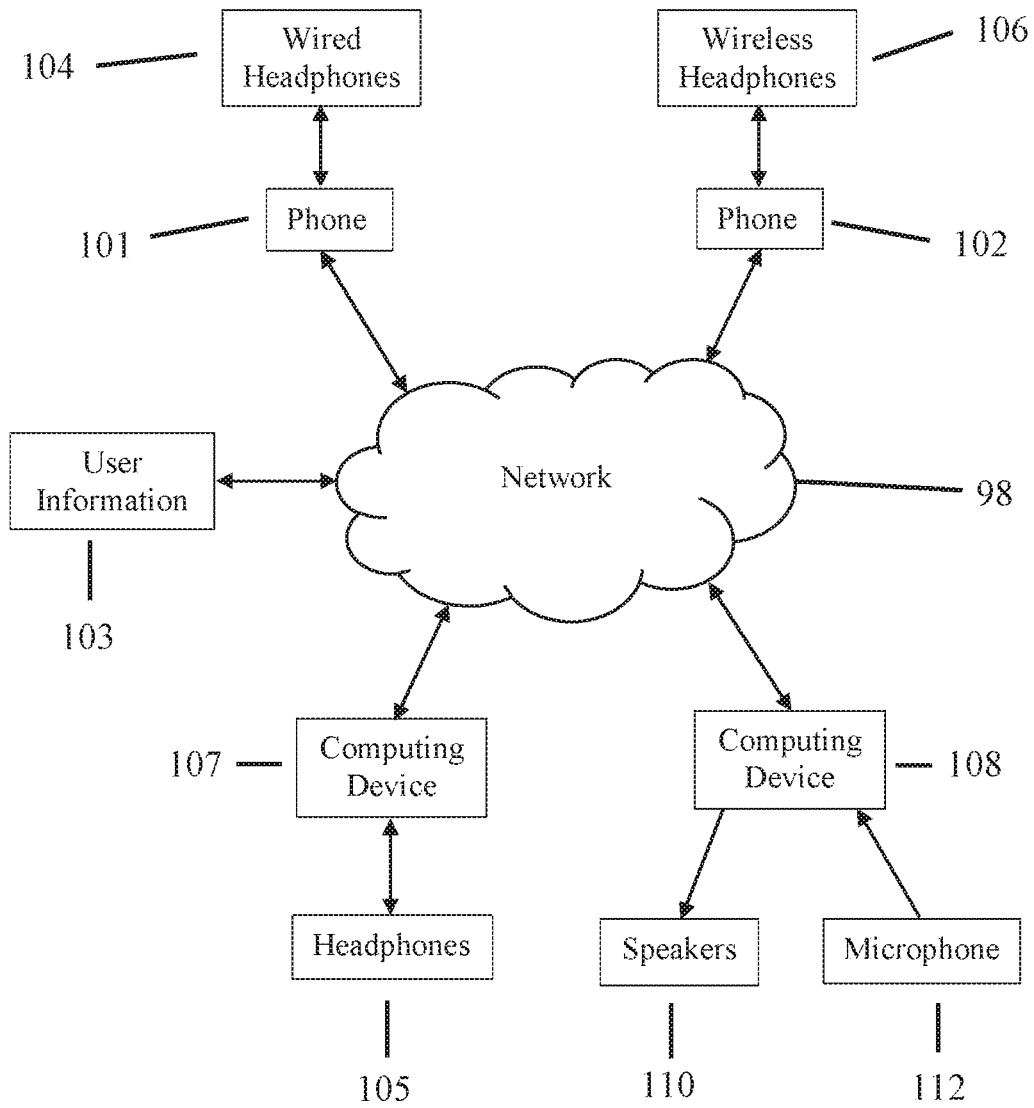 104
Wired
Headphones
Wireless
Headphones
106
101
Phone
Phone
102
User
Information
Network
98
103
107
Computing
Device
Computing
Device
108
Headphones
Speakers
Microphone
105
110
112